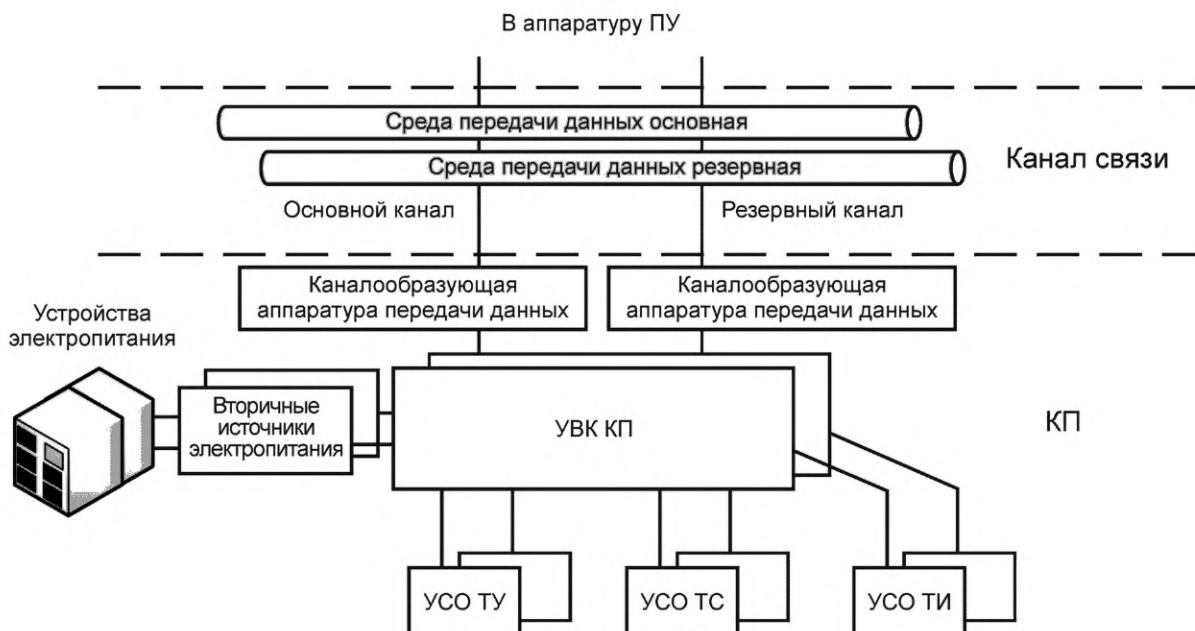 В аппаратуру ПУ
Среда передачи данных основная
Среда передачи данных резервная
Канал связи
Основной канал
Резервный канал
Каналообразующая
аппаратура передачи данных
Каналообразующая
аппаратура передачи данных
Устройства
электропитания
Вторичные
источники
электропитания
УВК КП
КП
УСО ТУ
УСО ТС
УСО ТИ